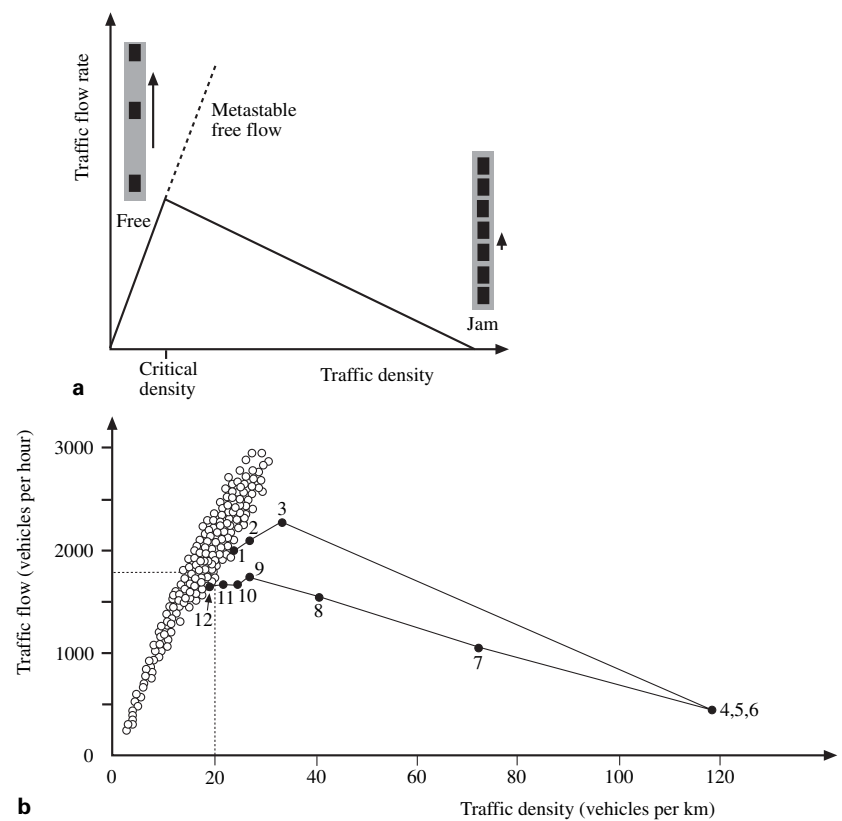 Traffic flow rate
Metastable
free flow
Free
Jam
Critical
density
Traffic density
a
Traffic flow (vehicles per hour)
3000
3
2
2000
1
9
11
10
12
8
1000
7
4,5,6
0
0
20
40
60
80
100
120
b
Traffic density (vehicles per km)